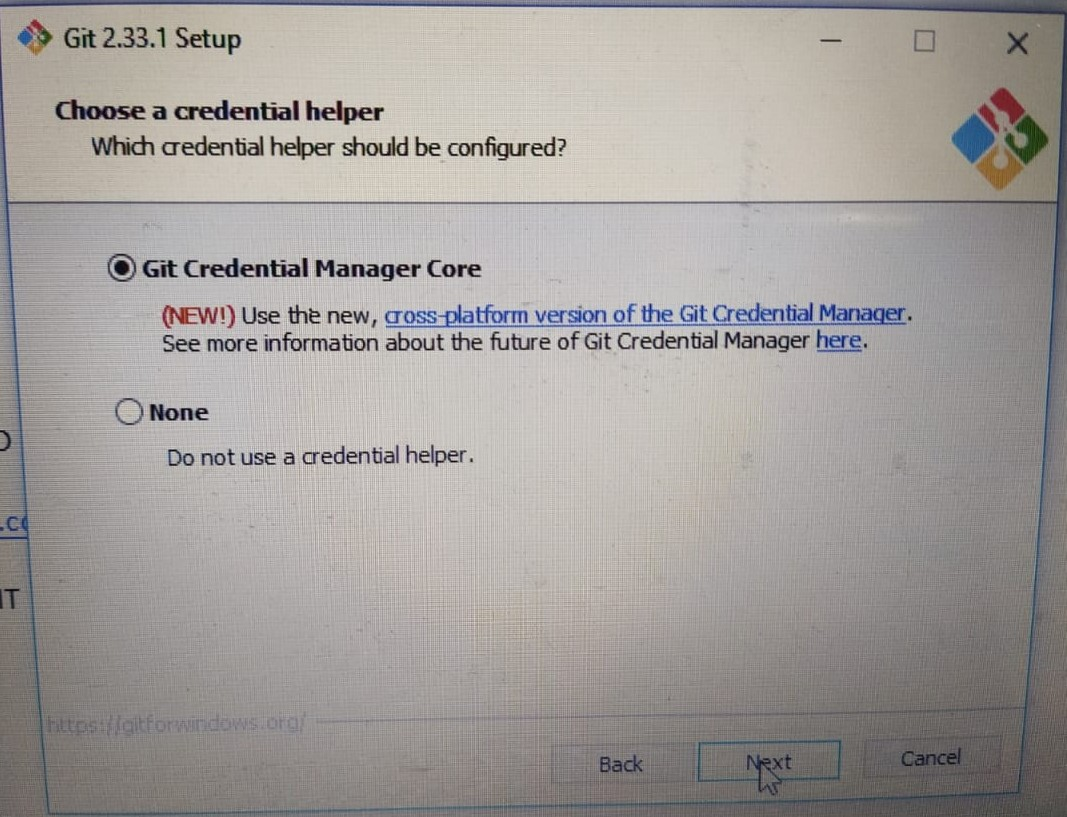 Git 2.33.1 Setup
Choose a credential helper
Which credential helper should be configured?
Git Credential Manager Core
(NEW!) Use the new, cross-platform version of the Git Credential Manager.
See more information about the future of Git Credential Manager here.
None
Do not use a credential helper.
https://gitforwindows.org/
Back
Next
Cancel